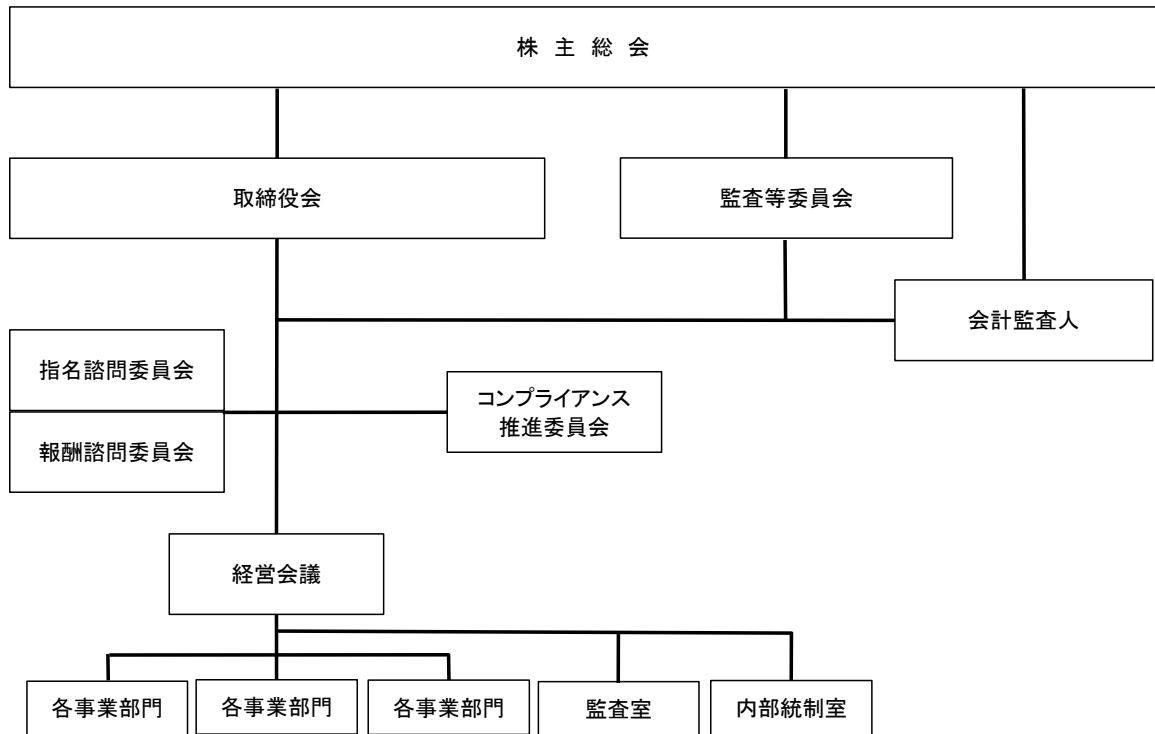 株 主 総 会
取締役会
監査等委員会
会計監査人
指名諮問委員会
コンプライアンス
推進委員会
報酬諮問委員会
経営会議
各事業部門
各事業部門
各事業部門
監査室
内部統制室